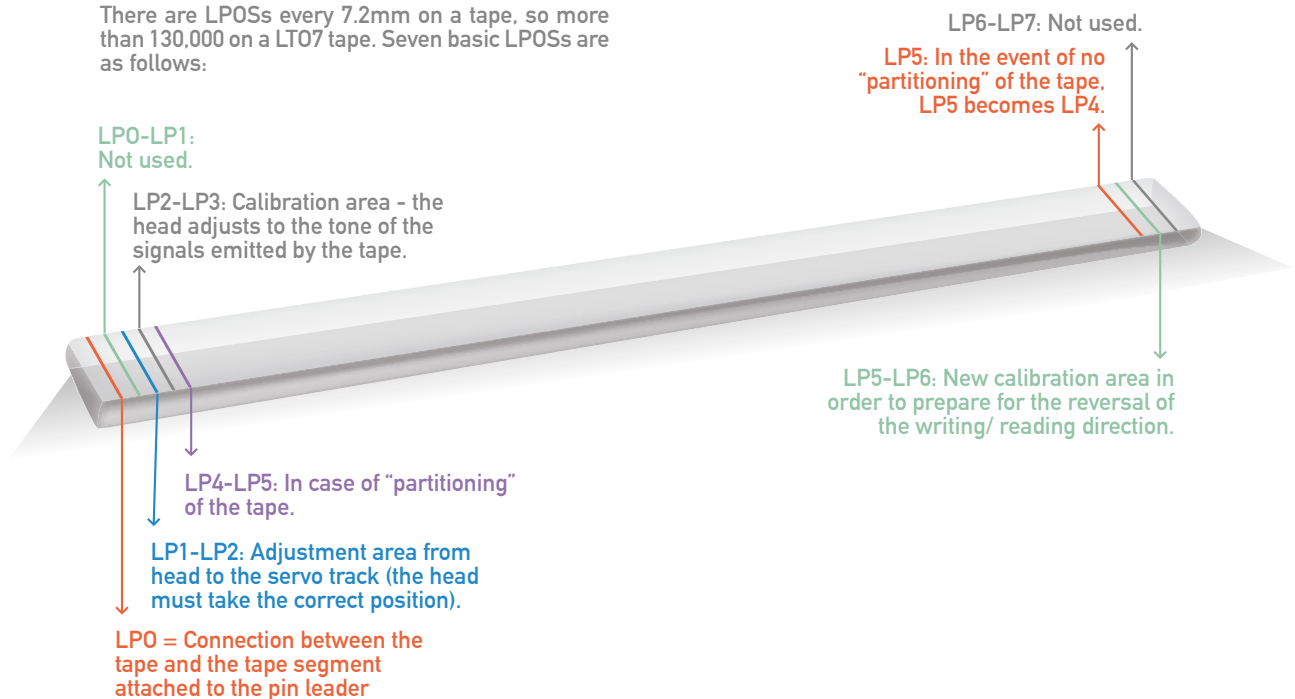 There are LPOSs every 7.2mm on a tape, so more
than 130,000 on a LTO7 tape. Seven basic LPOSs are
as follows:
LP6-LP7: Not used.
LP5: In the event of no
“partitioning” of the tape,
LP5 becomes LP4.
LP0-LP1:
Not used.
LP2-LP3: Calibration area - the
head adjusts to the tone of the
signals emitted by the tape.
LP5-LP6: New calibration area in
order to prepare for the reversal of
the writing/ reading direction.
LP4-LP5: In case of “partitioning”
of the tape.
LP1-LP2: Adjustment area from
head to the servo track (the head
must take the correct position).
LP0 = Connection between the
tape and the tape segment
attached to the pin leader